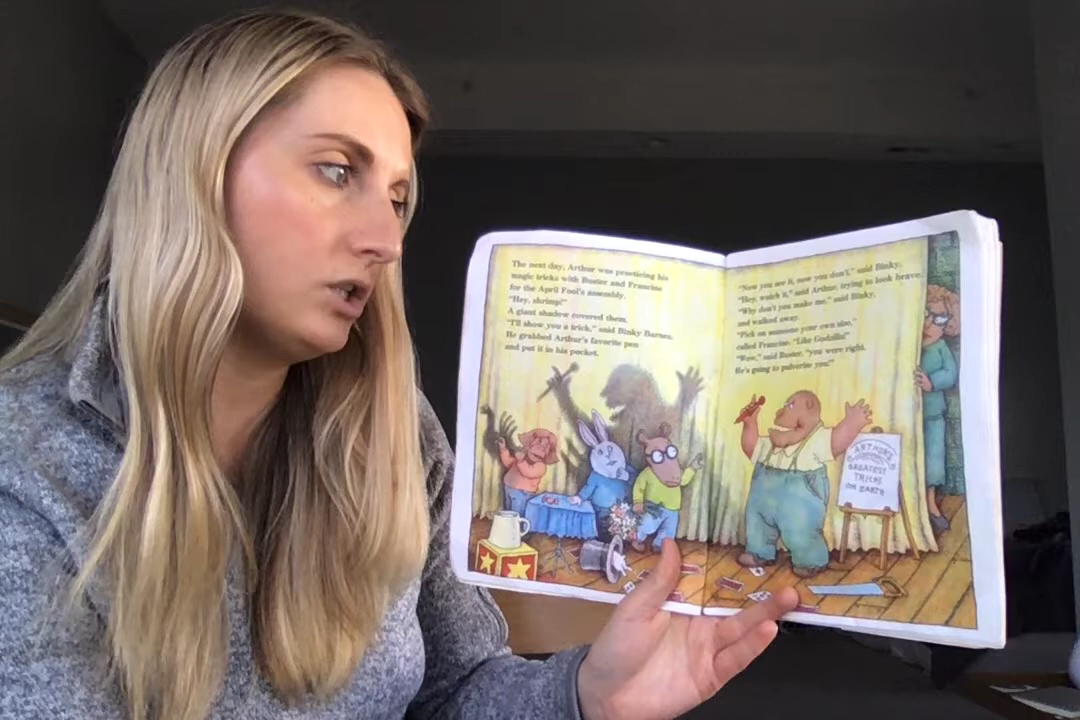 The next day, Arthur was practicing his
magic tricks with Buster and Francine
for the April Fool's assembly.
"Hey, shrimp!"
A giant shadow covered them.
"I'll show you a trick," said Binky Barnes.
He grabbed Arthur's favorite pen
and put it in his pocket.
"Now you see it, now you don't," said Binky.
"Hey, watch it," said Arthur, trying to look brave.
"Why don't you make me," said Binky,
and walked away.
"Pick on someone your own size,"
called Francine. "Like Godzilla!"
"Wow," said Buster, "you were right.
He's going to pulverize you!"
ARTHUR'S
GREATEST
TRICKS
ON EARTH